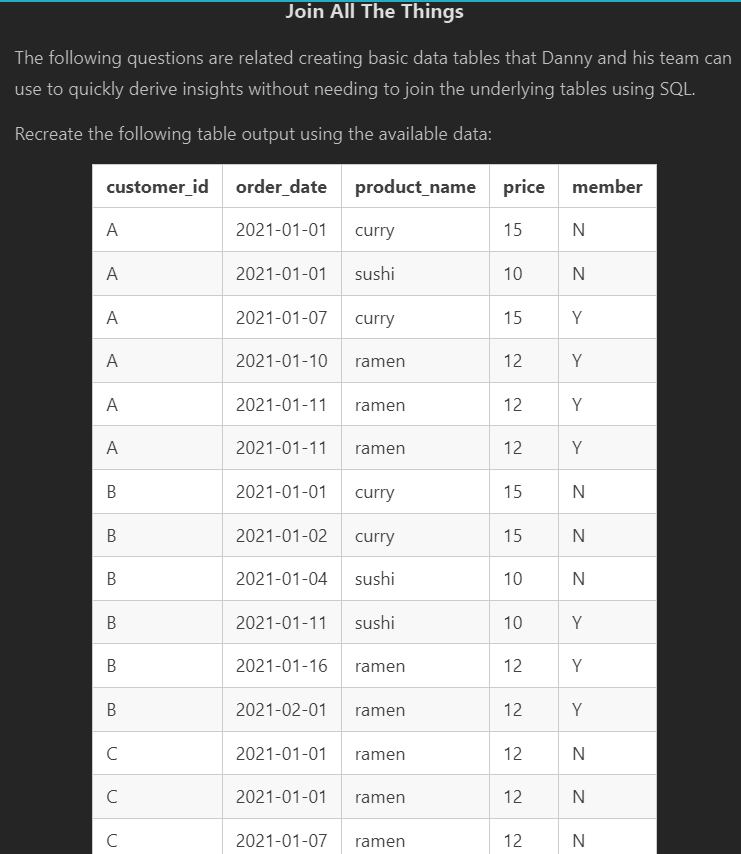 Join All The Things
The following questions are related creating basic data tables that Danny and his team can
use to quickly derive insights without needing to join the underlying tables using SQL.
Recreate the following table output using the available data:
customer_id order_date product_name price member
A 2021-01-01 curry 15 N
A 2021-01-01 sushi 10 N
A 2021-01-07 curry 15 Y
A 2021-01-10 ramen 12 Y
A 2021-01-11 ramen 12 Y
A 2021-01-11 ramen 12 Y
B 2021-01-01 curry 15 N
B 2021-01-02 curry 15 N
B 2021-01-04 sushi 10 N
B 2021-01-11 sushi 10 Y
B 2021-01-16 ramen 12 Y
B 2021-02-01 ramen 12 Y
C 2021-01-01 ramen 12 N
C 2021-01-01 ramen 12 N
C 2021-01-07 ramen 12 N